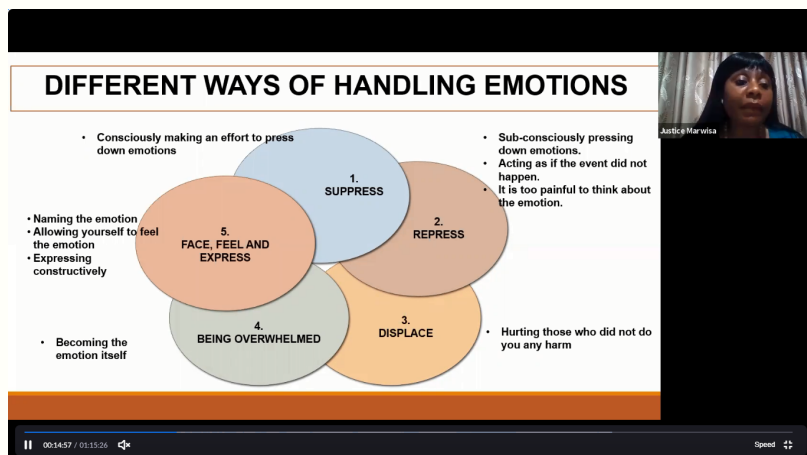 DIFFERENT WAYS OF HANDLING EMOTIONS
Justice Marwisa
• Consciously making an effort to press
down emotions
• Sub-consciously pressing
down emotions.
• Acting as if the event did not
happen.
• It is too painful to think about
the emotion.
1.
SUPPRESS
2.
REPRESS
• Naming the emotion
• Allowing yourself to feel
the emotion
• Expressing
constructively
5.
FACE, FEEL AND
EXPRESS
4.
BEING OVERWHELMED
3.
DISPLACE
• Becoming the
emotion itself
• Hurting those who did not do
you any harm
00:14:57 / 01:15:26
Speed